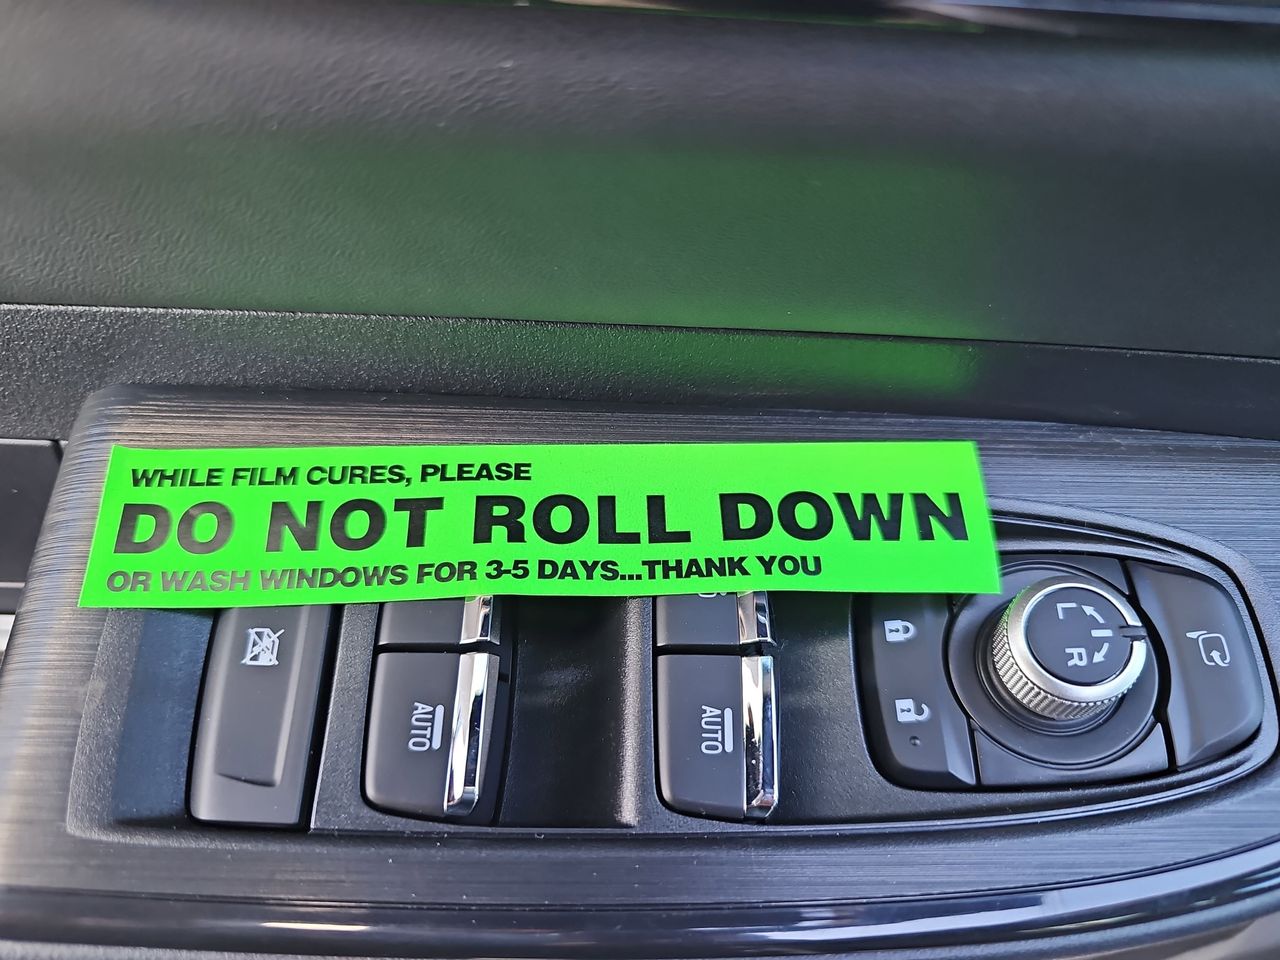 WHILE FILM CURES, PLEASE
DO NOT ROLL DOWN
OR WASH WINDOWS FOR 3-5 DAYS...THANK YOU
AUTO
AUTO
L
R